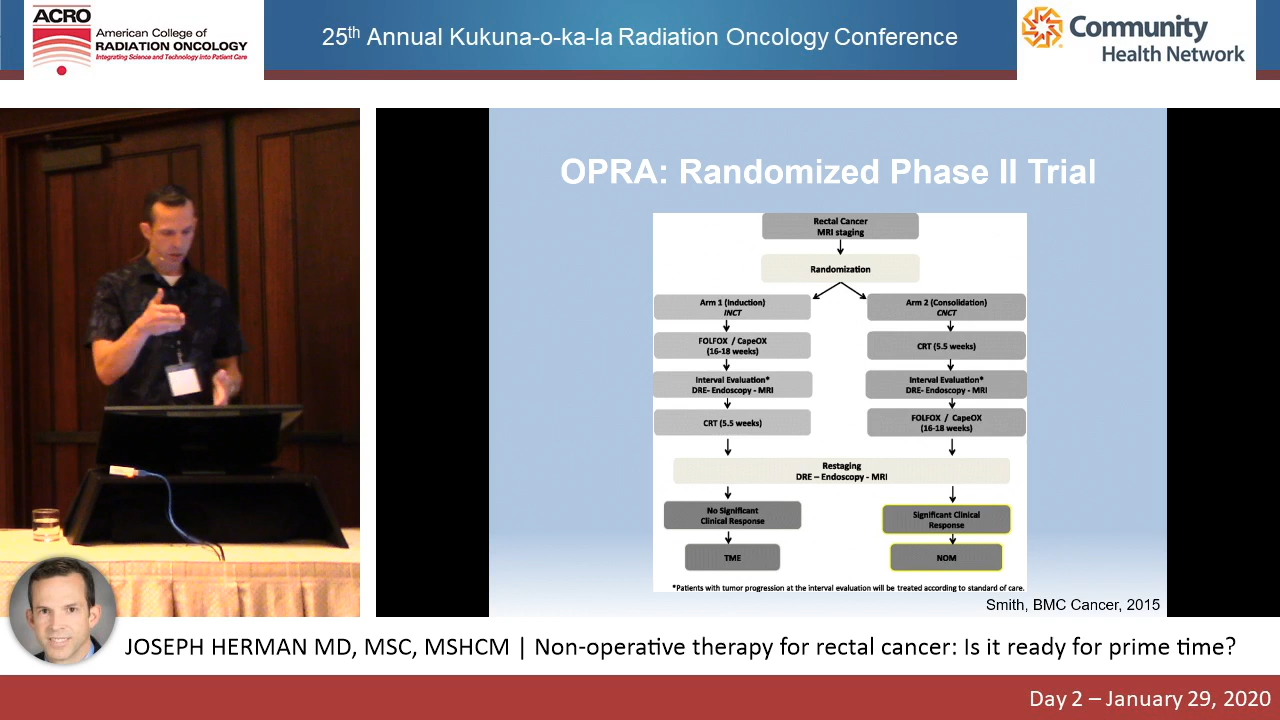 ACRO
American College of
RADIATION ONCOLOGY
Integrating Science and Technology into Patient Care
25th Annual Kukuna-o-ka-la Radiation Oncology Conference
Community
Health Network
OPRA: Randomized Phase II Trial
Rectal Cancer
MRI staging
Randomization
Arm 1 (Induction)
INCT
Arm 2 (Consolidation)
CNCT
FOLFOX / CapeOX
(16-18 weeks)
CRT (5.5 weeks)
Interval Evaluation*
DRE- Endoscopy - MRI
Interval Evaluation*
DRE- Endoscopy - MRI
CRT (5.5 weeks)
FOLFOX / CapeOX
(16-18 weeks)
Restaging
DRE – Endoscopy - MRI
No Significant
Clinical Response
Significant Clinical
Response
TME
NOM
*Patients with tumor progression at the interval evaluation will be treated according to standard of care.
Smith, BMC Cancer, 2015
JOSEPH HERMAN MD, MSC, MSHCM | Non-operative therapy for rectal cancer: Is it ready for prime time?
Day 2 – January 29, 2020